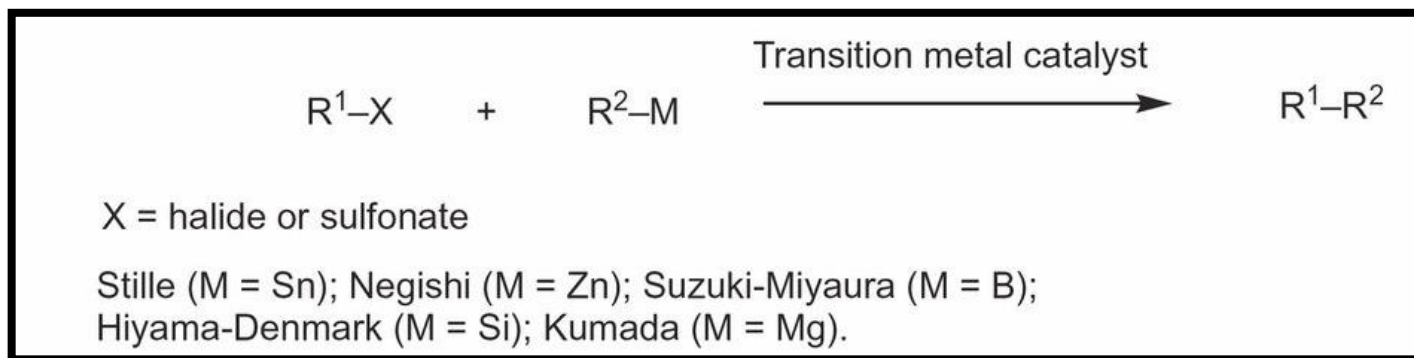 Transition metal catalyst
R¹–X + R²–M R¹–R²
X = halide or sulfonate
Stille (M = Sn); Negishi (M = Zn); Suzuki-Miyaura (M = B);
Hiyama-Denmark (M = Si); Kumada (M = Mg).